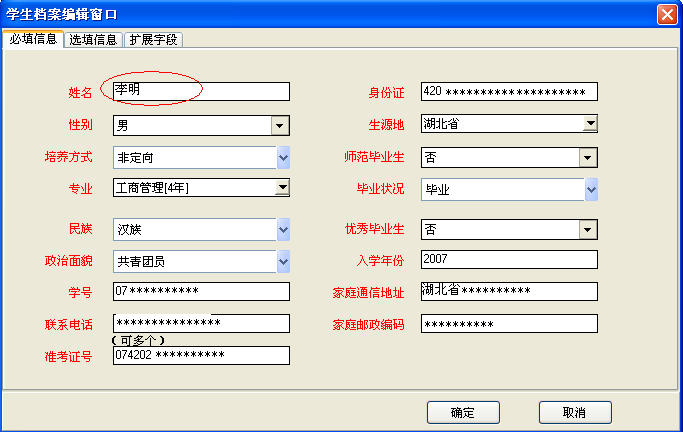 学生档案编辑窗口
必填信息 选填信息 扩展字段
姓名 李明 身份证 420 ********************
性别 男 生源地 湖北省
培养方式 非定向 师范毕业生 否
专业 工商管理[4年] 毕业状况 毕业
民族 汉族 优秀毕业生 否
政治面貌 共青团员 入学年份 2007
学号 07********** 家庭通信地址 湖北省**********
联系电话 *************** 家庭邮政编码 **********
(可多个)
准考证号 074202 **********
确定 取消